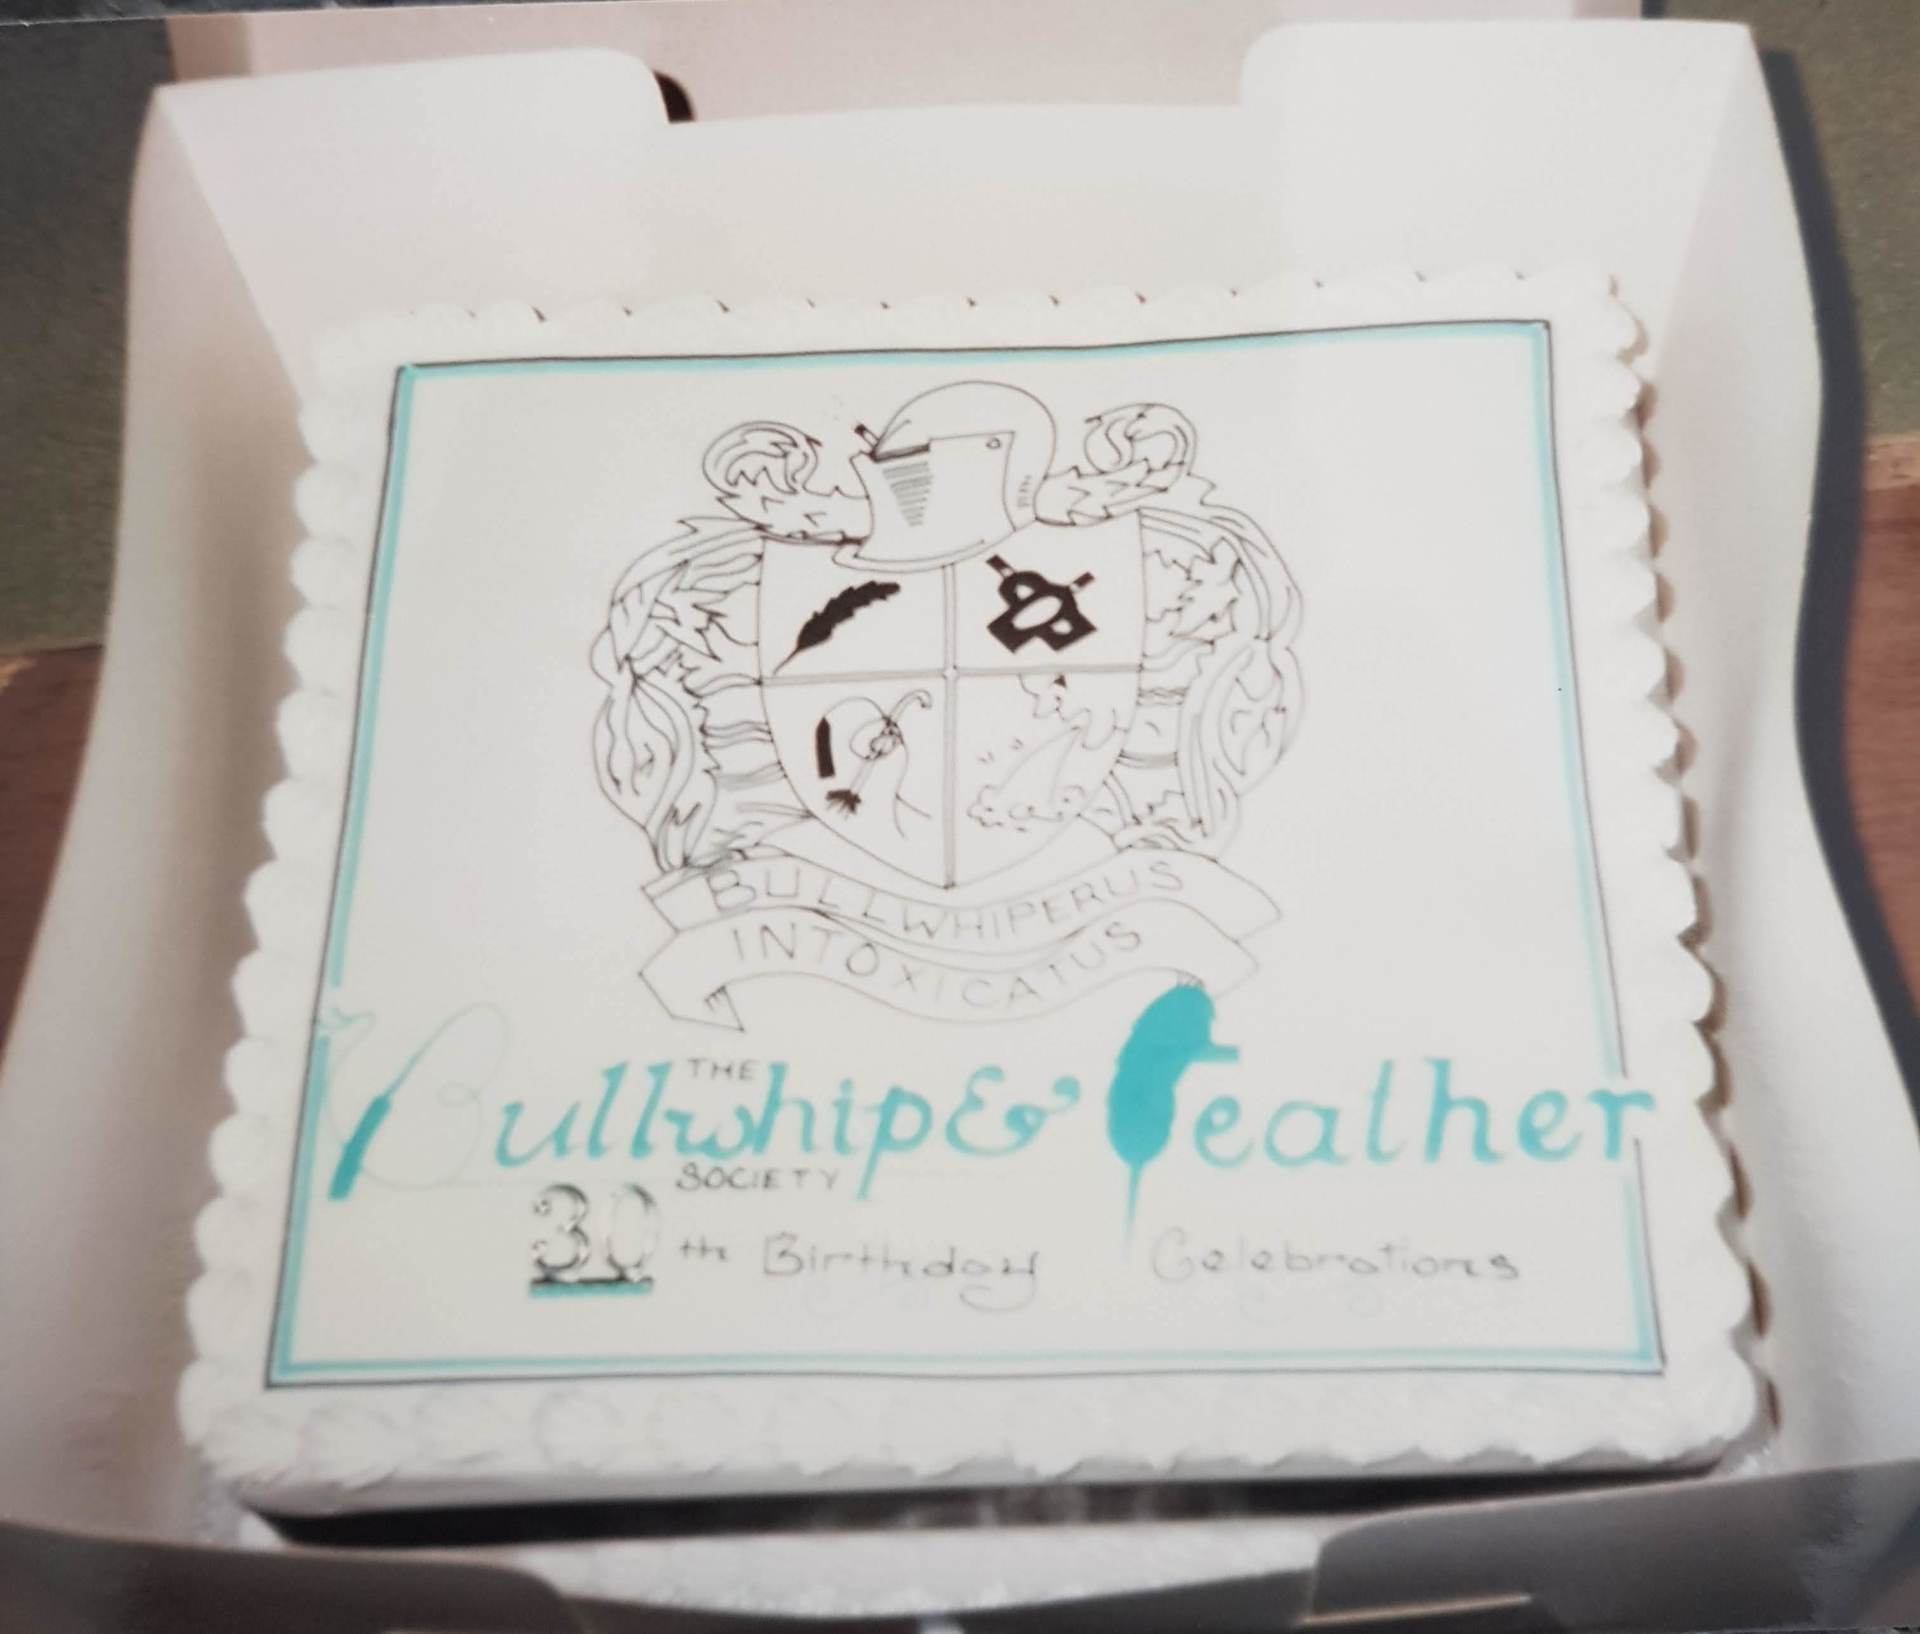 BULLWHIPERUS
INTOXICATUS
THE
Bullwhip & Feather
SOCIETY
30th Birthday Celebrations